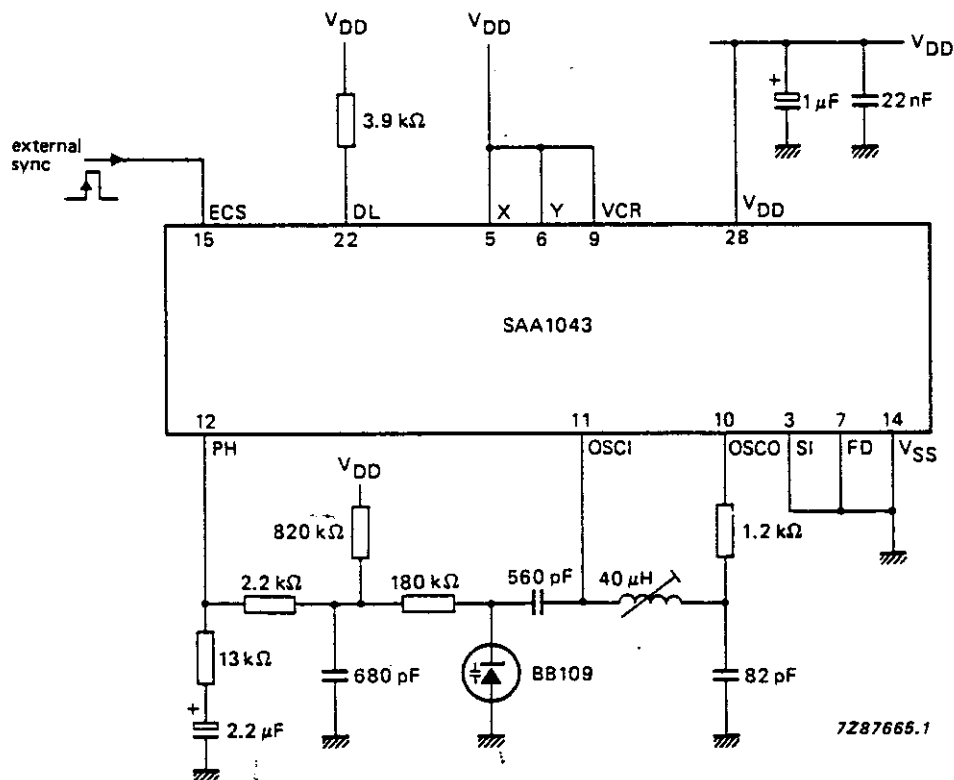 VDD
VDD
VDD
3.9 kΩ
+
1 μF
22 nF
external
sync
ECS
DL
X
Y
VCR
VDD
15
22
5
6
9
28
SAA1043
12
11
10
3
7
14
PH
OSCI
OSCO
SI
FD
VSS
VDD
820 kΩ
1.2 kΩ
2.2 kΩ
180 kΩ
560 pF
40 μH
13 kΩ
680 pF
BB109
82 pF
+
2.2 μF
7Z87665.1